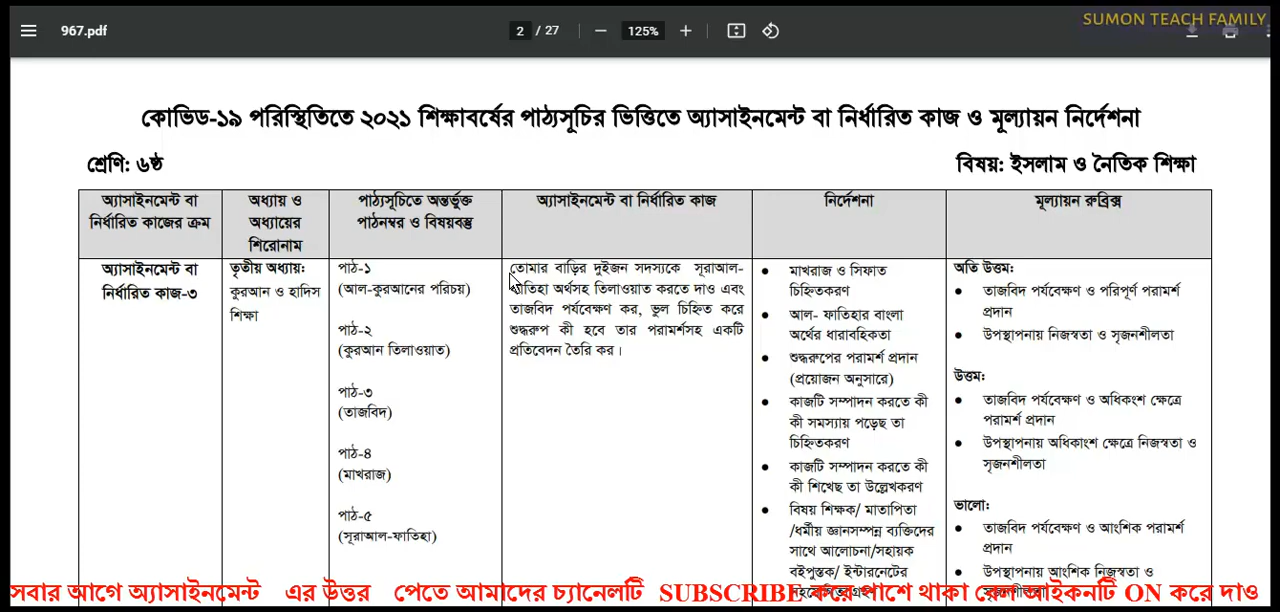 SUMON TEACH FAMILY
967.pdf
2 / 27
125%
কোভিড-১৯ পরিস্থিতিতে ২০২১ শিক্ষাবর্ষের পাঠ্যসূচির ভিত্তিতে অ্যাসাইনমেন্ট বা নির্ধারিত কাজ ও মূল্যায়ন নির্দেশনা
শ্রেণি: ৬ষ্ঠ
বিষয়: ইসলাম ও নৈতিক শিক্ষা
অ্যাসাইনমেন্ট বা
নির্ধারিত কাজের ক্রম
অধ্যায় ও
অধ্যায়ের
শিরোনাম
পাঠ্যসূচিতে অন্তর্ভুক্ত
পাঠনম্বর ও বিষয়বস্তু
অ্যাসাইনমেন্ট বা নির্ধারিত কাজ
নির্দেশনা
মূল্যায়ন রুব্রিক্স
অ্যাসাইনমেন্ট বা
নির্ধারিত কাজ-৩
তৃতীয় অধ্যায়:
কুরআন ও হাদিস
শিক্ষা
পাঠ-১
(আল-কুরআনের পরিচয়)
পাঠ-২
(কুরআন তিলাওয়াত)
পাঠ-৩
(তাজবিদ)
পাঠ-৪
(মাখরাজ)
পাঠ-৫
(সূরাআল-ফাতিহা)
তোমার বাড়ির দুইজন সদস্যকে সূরাআল-
ফাতিহা অর্থসহ তিলাওয়াত করতে দাও এবং
তাজবিদ পর্যবেক্ষণ কর, ভুল চিহ্নিত করে
শুদ্ধরুপ কী হবে তার পরামর্শসহ একটি
প্রতিবেদন তৈরি কর।
মাখরাজ ও সিফাত
চিহ্নিতকরণ
আল- ফাতিহার বাংলা
অর্থের ধারাবহিকতা
শুদ্ধরুপের পরামর্শ প্রদান
(প্রয়োজন অনুসারে)
কাজটি সম্পাদন করতে কী
কী সমস্যায় পড়েছ তা
চিহ্নিতকরণ
কাজটি সম্পাদন করতে কী
কী শিখেছ তা উল্লেখকরণ
বিষয় শিক্ষক/ মাতাপিতা
/ধর্মীয় জ্ঞানসম্পন্ন ব্যক্তিদের
সাথে আলোচনা/সহায়ক
বইপুস্তক/ ইন্টারনেটের
অতি উত্তম:
তাজবিদ পর্যবেক্ষণ ও পরিপূর্ণ পরামর্শ
প্রদান
উপস্থাপনায় নিজস্বতা ও সৃজনশীলতা
উত্তম:
তাজবিদ পর্যবেক্ষণ ও অধিকংশ ক্ষেত্রে
পরামর্শ প্রদান
উপস্থাপনায় অধিকাংশ ক্ষেত্রে নিজস্বতা ও
সৃজনশীলতা
ভালো:
তাজবিদ পর্যবেক্ষণ ও আংশিক পরামর্শ
প্রদান
উপস্থাপনায় আংশিক নিজস্বতা ও
সবার আগে অ্যাসাইনমেন্ট এর উত্তর পেতে আমাদের চ্যানেলটি SUBSCRIBE করে পাশে থাকা বেল আইকনটি ON করে দাও